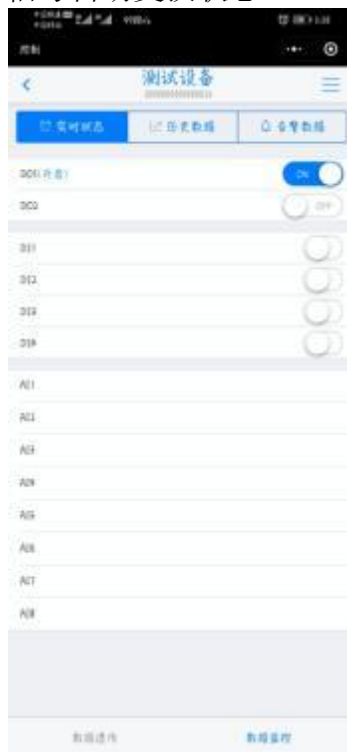 控制
测试设备
实时状态
历史数据
告警数据
DO1(开启)
ON
DO2
OFF
DI1
DI2
DI3
DI4
AI1
AI2
AI3
AI4
AI5
AI6
AI7
AI8
数据透传
数据监控